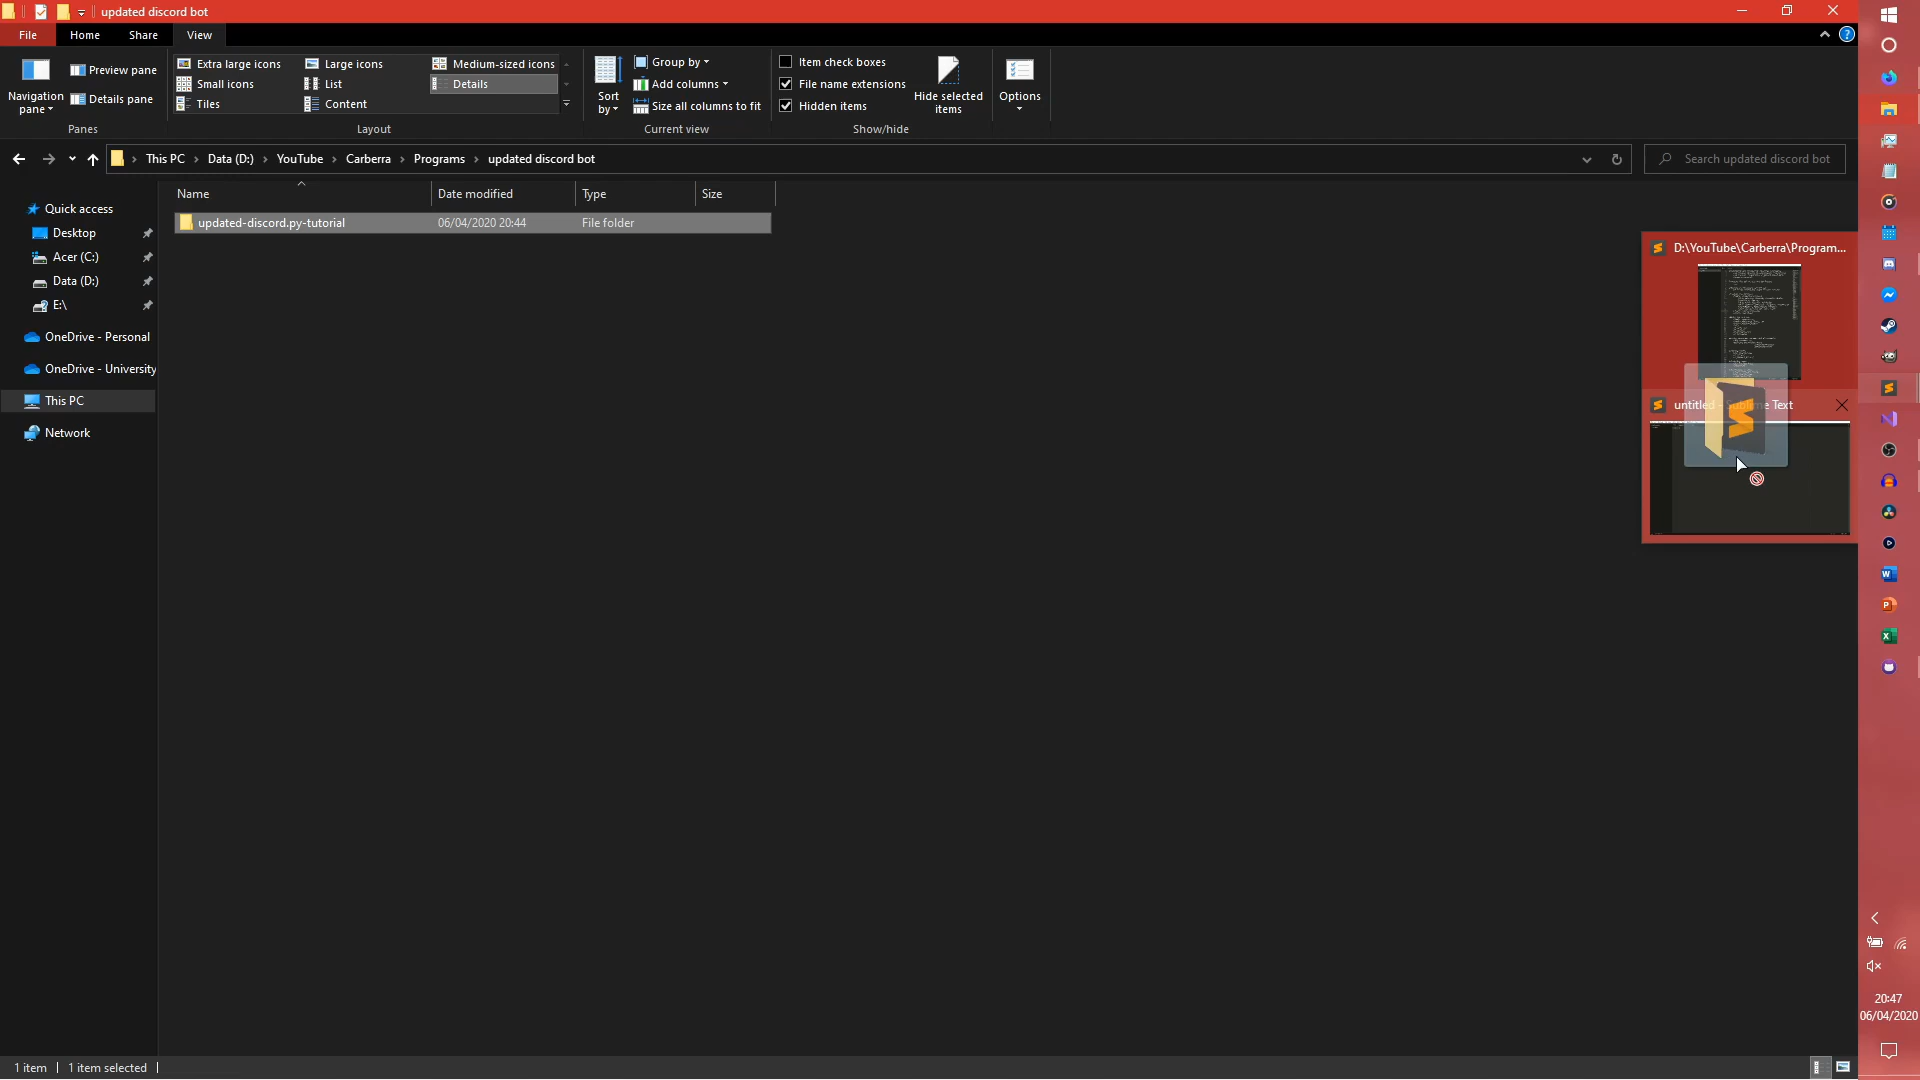 updated discord bot
File Home Share View
Navigation pane
Preview pane
Details pane
Panes
Extra large icons Large icons Medium-sized icons
Small icons List Details
Tiles Content
Layout
Sort by
Group by
Add columns
Size all columns to fit
Current view
Item check boxes
File name extensions
Hidden items
Hide selected items
Show/hide
Options
This PC › Data (D:) › YouTube › Carberra › Programs › updated discord bot
Search updated discord bot
Quick access
Desktop
Acer (C:)
Data (D:)
E:\
OneDrive - Personal
OneDrive - University
This PC
Network
Name Date modified Type Size
updated-discord.py-tutorial 06/04/2020 20:44 File folder
D:\YouTube\Carberra\Program...
untitled - Sublime Text
20:47
06/04/2020
1 item 1 item selected